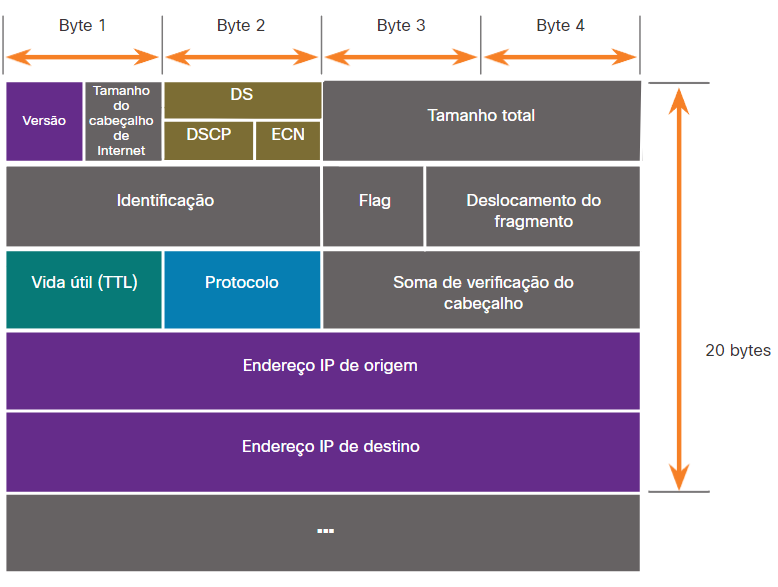 Byte 1
Byte 2
Byte 3
Byte 4
Versão
Tamanho
do
cabeçalho
de
Internet
DS
DSCP
ECN
Tamanho total
Identificação
Flag
Deslocamento do
fragmento
Vida útil (TTL)
Protocolo
Soma de verificação do
cabeçalho
Endereço IP de origem
20 bytes
Endereço IP de destino
...